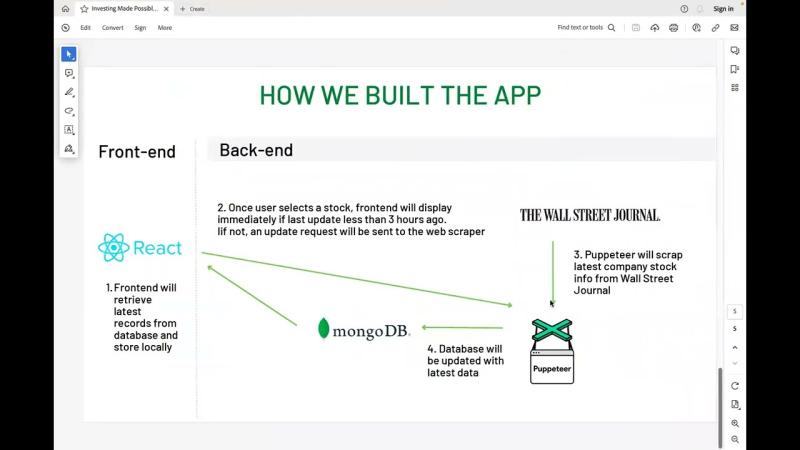 Investing Made Possibl...
Create
Sign in
Edit
Convert
Sign
More
Find text or tools
HOW WE BUILT THE APP
Front-end
Back-end
2. Once user selects a stock, frontend will display
immediately if last update less than 3 hours ago.
Iif not, an update request will be sent to the web scraper
THE WALL STREET JOURNAL.
React
3. Puppeteer will scrap
latest company stock
info from Wall Street
Journal
1. Frontend will
retrieve
latest
records from
database and
store locally
mongoDB.
4. Database will
be updated with
latest data
Puppeteer
5
5